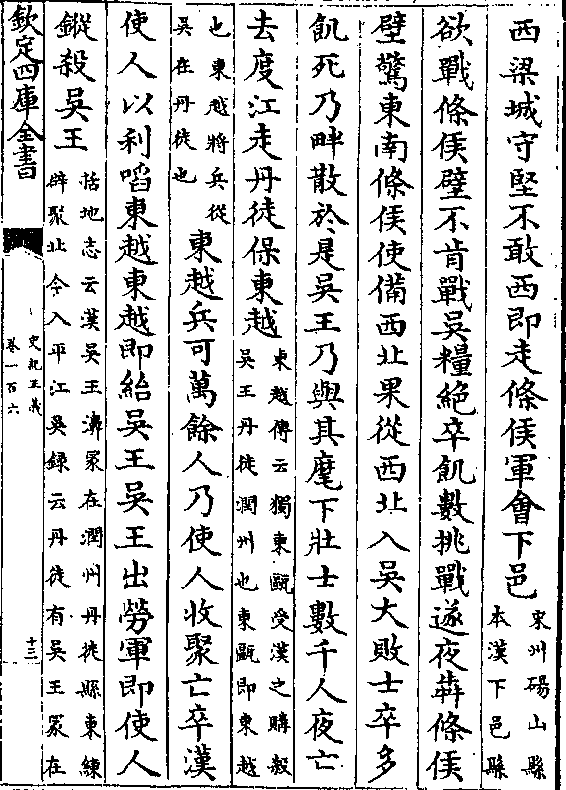 西梁城守堅不敢西即走條侯軍會下邑宋州碭山縣本漢下邑縣
欲戰條侯壁不肯戰吳糧絕卒飢數挑戰遂夜犇條侯
壁驚東南條侯使備西北果從西北入吳大敗士卒多
飢死乃畔散於是吳王乃與其麾下壯士數千人夜亡
去度江走丹徒保東越東越傳云獨東甌受漢之購殺吳王丹徒潤州也東甌即東越
也東越將兵從吳在丹徒也東越兵可萬餘人乃使人收聚亡卒漢
使人以利啗東越東越即紿吳王吳王出勞軍即使人
鏦殺吳王括地志云漢吳王濞冢在潤州丹徒縣東練辟聚北今入平江吳錄云丹徒有吳王冢在
欽定四庫全書
史記正義
卷一百六
十三